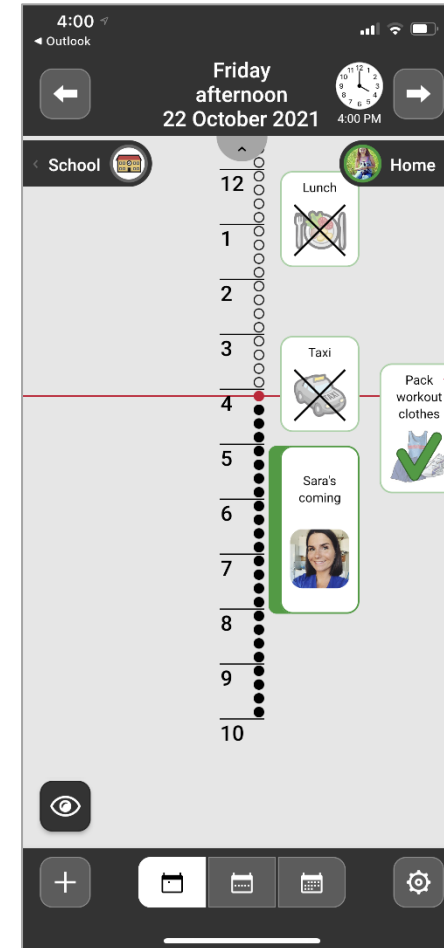 4:00
◀ Outlook
Friday
afternoon
22 October 2021
4:00 PM
School
Home
12
1
2
3
4
5
6
7
8
9
10
Lunch
Taxi
TAXI
Pack
workout
clothes
Sara's
coming